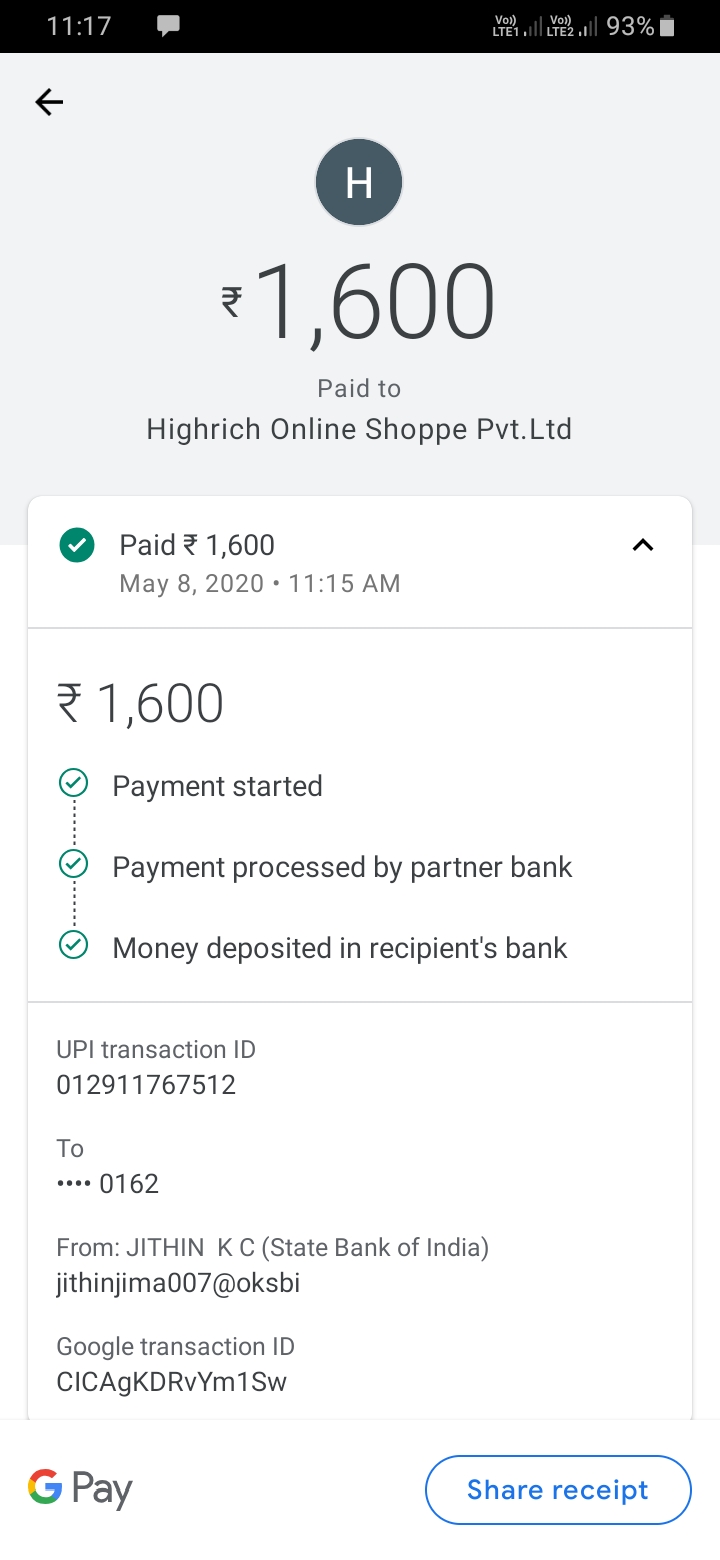 11:17 Vo) LTE1 Vo) LTE2 93%
H
₹1,600
Paid to
Highrich Online Shoppe Pvt.Ltd
Paid ₹ 1,600
May 8, 2020 • 11:15 AM
₹ 1,600
Payment started
Payment processed by partner bank
Money deposited in recipient's bank
UPI transaction ID
012911767512
To
•••• 0162
From: JITHIN  K C (State Bank of India)
jithinjima007@oksbi
Google transaction ID
CICAgKDRvYm1Sw
G Pay
Share receipt